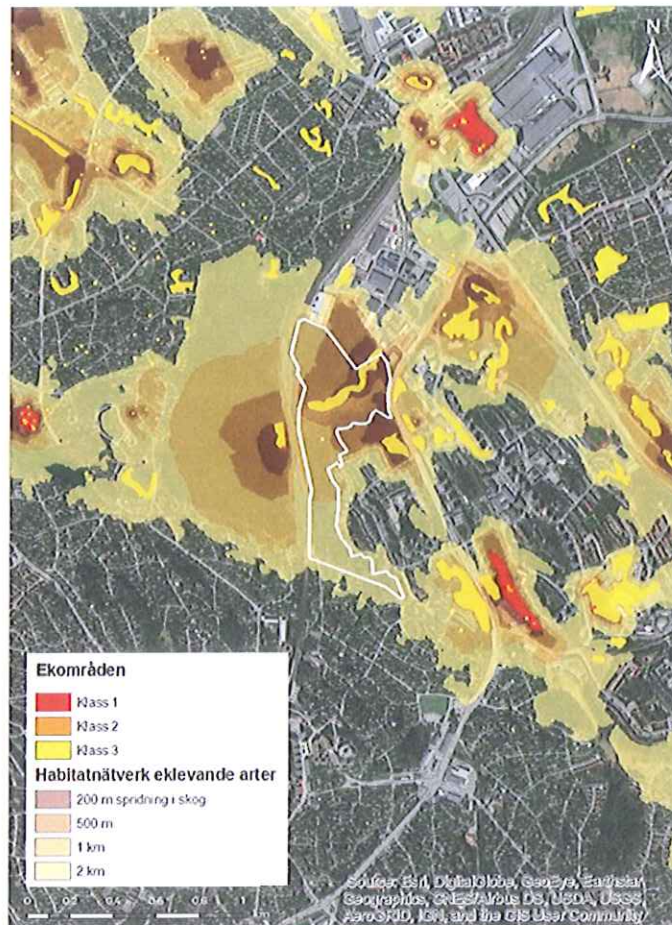 N
Ekområden
Klass 1
Klass 2
Klass 3
Habitatnätverk eklevande arter
200 m spridning i skog
500 m
1 km
2 km
0 0,2 0,4 0,6 0,8
Source: Esri, DigitalGlobe, GeoEye, Earthstar
Geographics, CNES/Airbus DS, USDA, USGS,
AeroGRID, IGN, and the GIS User Community